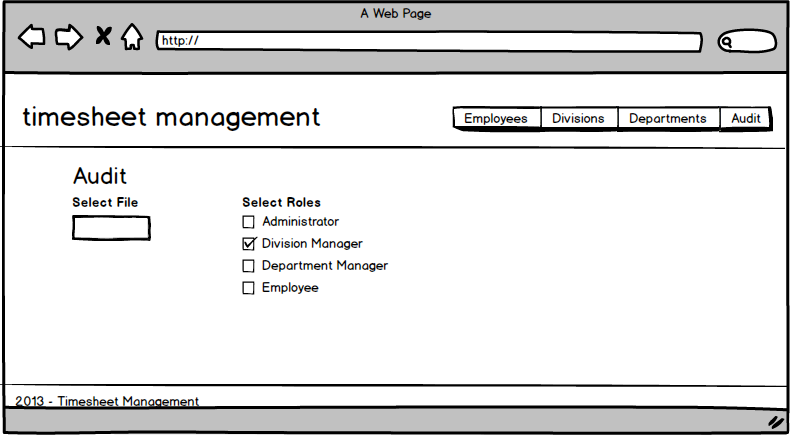 A Web Page
http://
timesheet management
Employees Divisions Departments Audit
Audit
Select File
Select Roles
Administrator
Division Manager
Department Manager
Employee
2013 - Timesheet Management